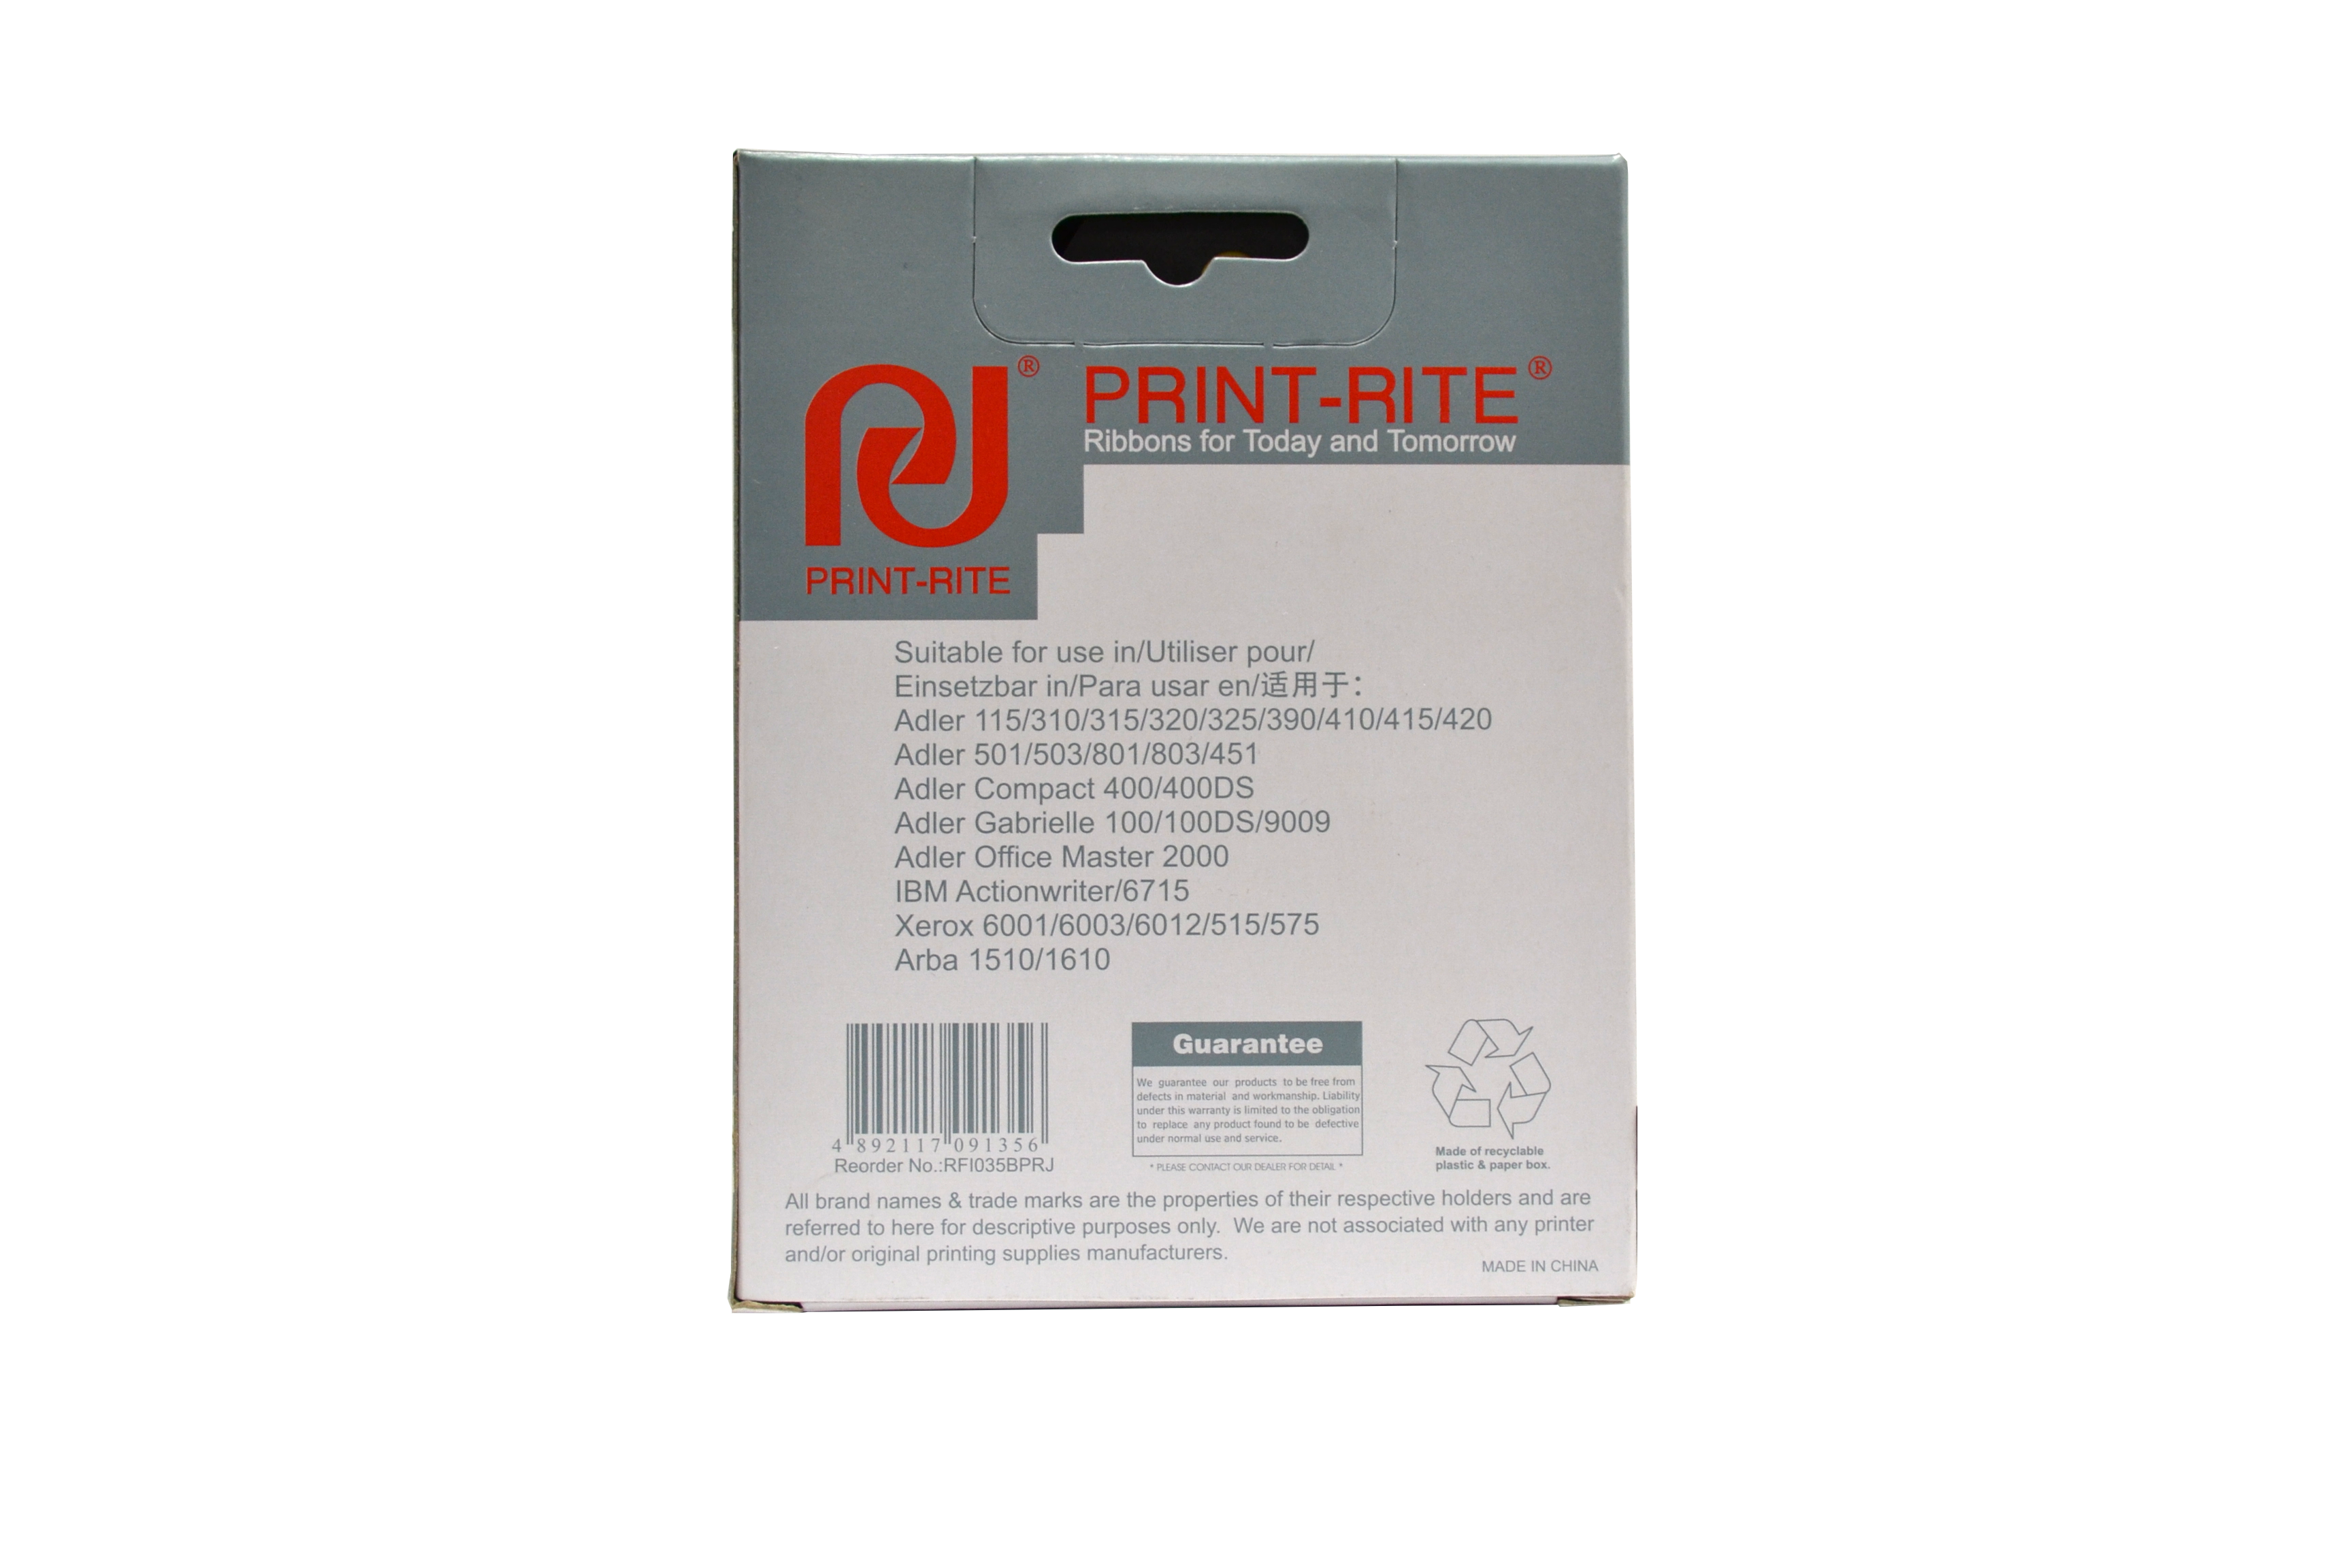 ®
PRINT-RITE®
Ribbons for Today and Tomorrow
PRINT-RITE
Suitable for use in/Utiliser pour/
Einsetzbar in/Para usar en/适用于：
Adler 115/310/315/320/325/390/410/415/420
Adler 501/503/801/803/451
Adler Compact 400/400DS
Adler Gabrielle 100/100DS/9009
Adler Office Master 2000
IBM Actionwriter/6715
Xerox 6001/6003/6012/515/575
Arba 1510/1610
4 892117 091356
Reorder No.:RFI035BPRJ
Guarantee
We guarantee our products to be free from
defects in material and workmanship. Liability
under this warranty is limited to the obligation
to replace any product found to be defective
under normal use and service.
* PLEASE CONTACT OUR DEALER FOR DETAIL *
Made of recyclable
plastic & paper box.
All brand names & trade marks are the properties of their respective holders and are
referred to here for descriptive purposes only. We are not associated with any printer
and/or original printing supplies manufacturers.
MADE IN CHINA